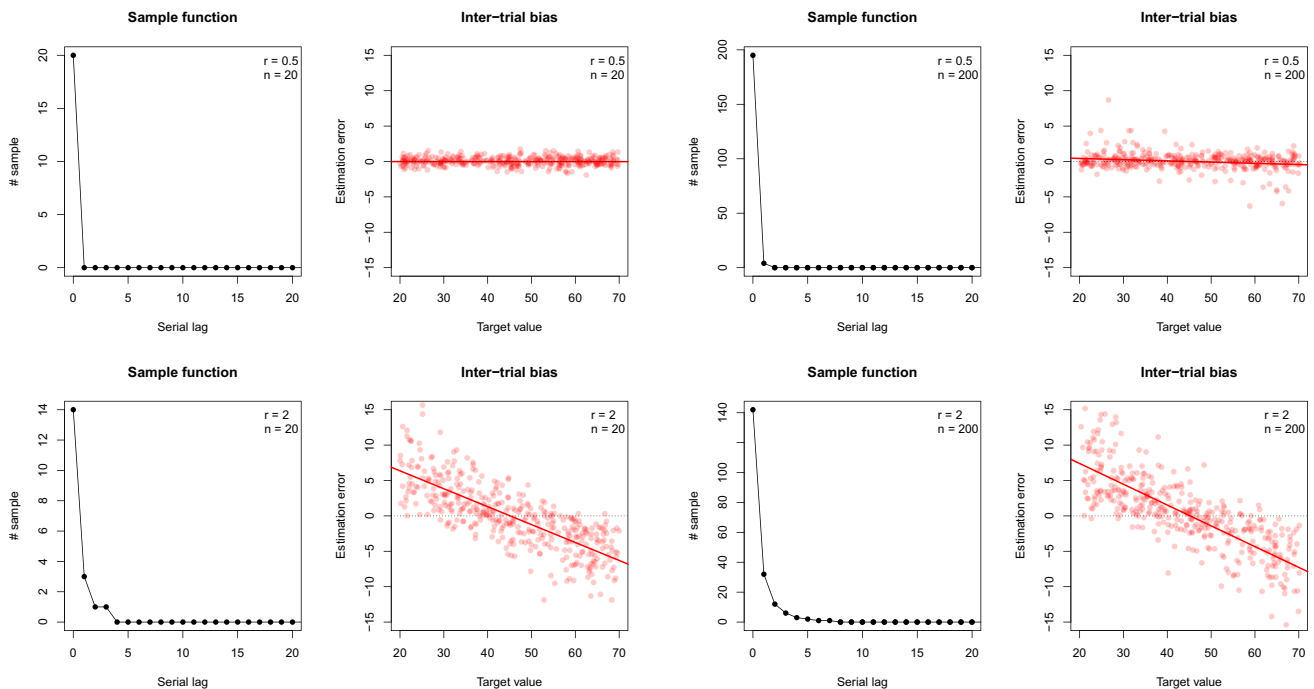 Sample function
Inter−trial bias
Sample function
Inter−trial bias
r = 0.5
n = 20
# sample
20
15
10
5
0
0 5 10 15 20
Serial lag
r = 0.5
n = 20
Estimation error
15
10
5
0
−5
−10
−15
20 30 40 50 60 70
Target value
r = 0.5
n = 200
# sample
200
150
100
50
0
0 5 10 15 20
Serial lag
r = 0.5
n = 200
Estimation error
15
10
5
0
−5
−10
−15
20 30 40 50 60 70
Target value
Sample function
Inter−trial bias
Sample function
Inter−trial bias
r = 2
n = 20
# sample
14
12
10
8
6
4
2
0
0 5 10 15 20
Serial lag
r = 2
n = 20
Estimation error
15
10
5
0
−5
−10
−15
20 30 40 50 60 70
Target value
r = 2
n = 200
# sample
140
100
80
60
40
20
0
0 5 10 15 20
Serial lag
r = 2
n = 200
Estimation error
15
10
5
0
−5
−10
−15
20 30 40 50 60 70
Target value